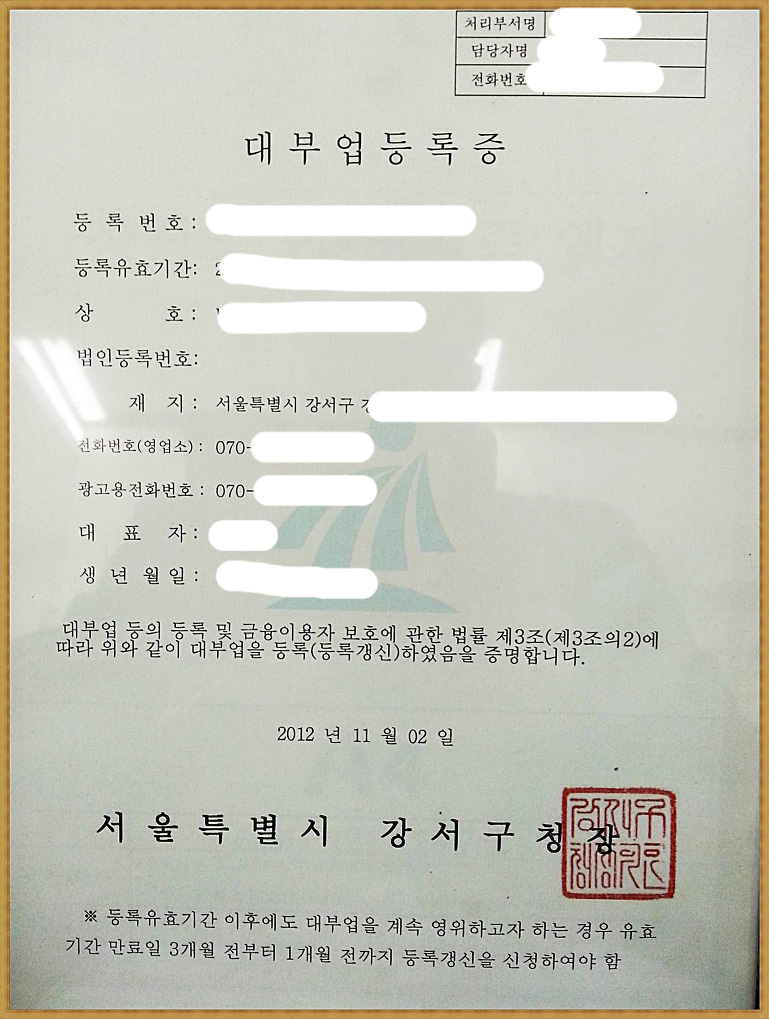 처리부서명
담당자명
전화번호
대부업등록증
등 록 번 호 :
등록유효기간:
상 호 :
법인등록번호:
재 지 : 서울특별시 강서구
전화번호(영업소) : 070-
광고용전화번호 : 070-
대 표 자 :
생 년 월 일 :
대부업 등의 등록 및 금융이용자 보호에 관한 법률 제3조(제3조의2)에
따라 위와 같이 대부업을 등록(등록갱신)하였음을 증명합니다.
2012 년 11 월 02 일
서 울 특 별 시 강 서 구 청 장
※ 등록유효기간 이후에도 대부업을 계속 영위하고자 하는 경우 유효
기간 만료일 3개월 전부터 1개월 전까지 등록갱신을 신청하여야 함